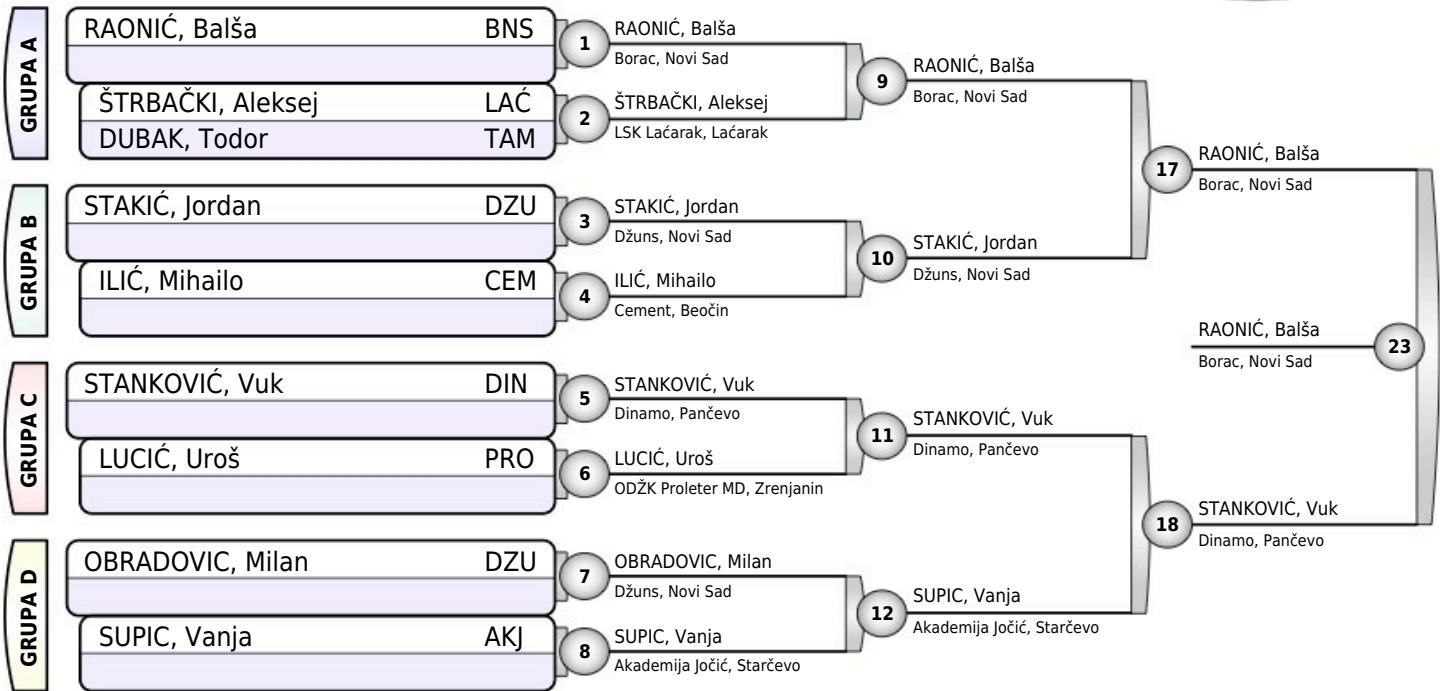 GRUPA A
RAONIĆ, Balša BNS
ŠTRBAČKI, Aleksej LAĆ
DUBAK, Todor TAM
GRUPA B
STAKIĆ, Jordan DZU
ILIĆ, Mihailo CEM
GRUPA C
STANKOVIĆ, Vuk DIN
LUCIĆ, Uroš PRO
GRUPA D
OBRADOVIC, Milan DZU
SUPIC, Vanja AKJ
1
RAONIĆ, Balša
Borac, Novi Sad
2
ŠTRBAČKI, Aleksej
LSK Laćarak, Laćarak
3
STAKIĆ, Jordan
Džuns, Novi Sad
4
ILIĆ, Mihailo
Cement, Beočin
5
STANKOVIĆ, Vuk
Dinamo, Pančevo
6
LUCIĆ, Uroš
ODŽK Proleter MD, Zrenjanin
7
OBRADOVIC, Milan
Džuns, Novi Sad
8
SUPIC, Vanja
Akademija Jočić, Starčevo
9
RAONIĆ, Balša
Borac, Novi Sad
10
STAKIĆ, Jordan
Džuns, Novi Sad
11
STANKOVIĆ, Vuk
Dinamo, Pančevo
12
SUPIC, Vanja
Akademija Jočić, Starčevo
17
RAONIĆ, Balša
Borac, Novi Sad
18
STANKOVIĆ, Vuk
Dinamo, Pančevo
RAONIĆ, Balša
Borac, Novi Sad
23